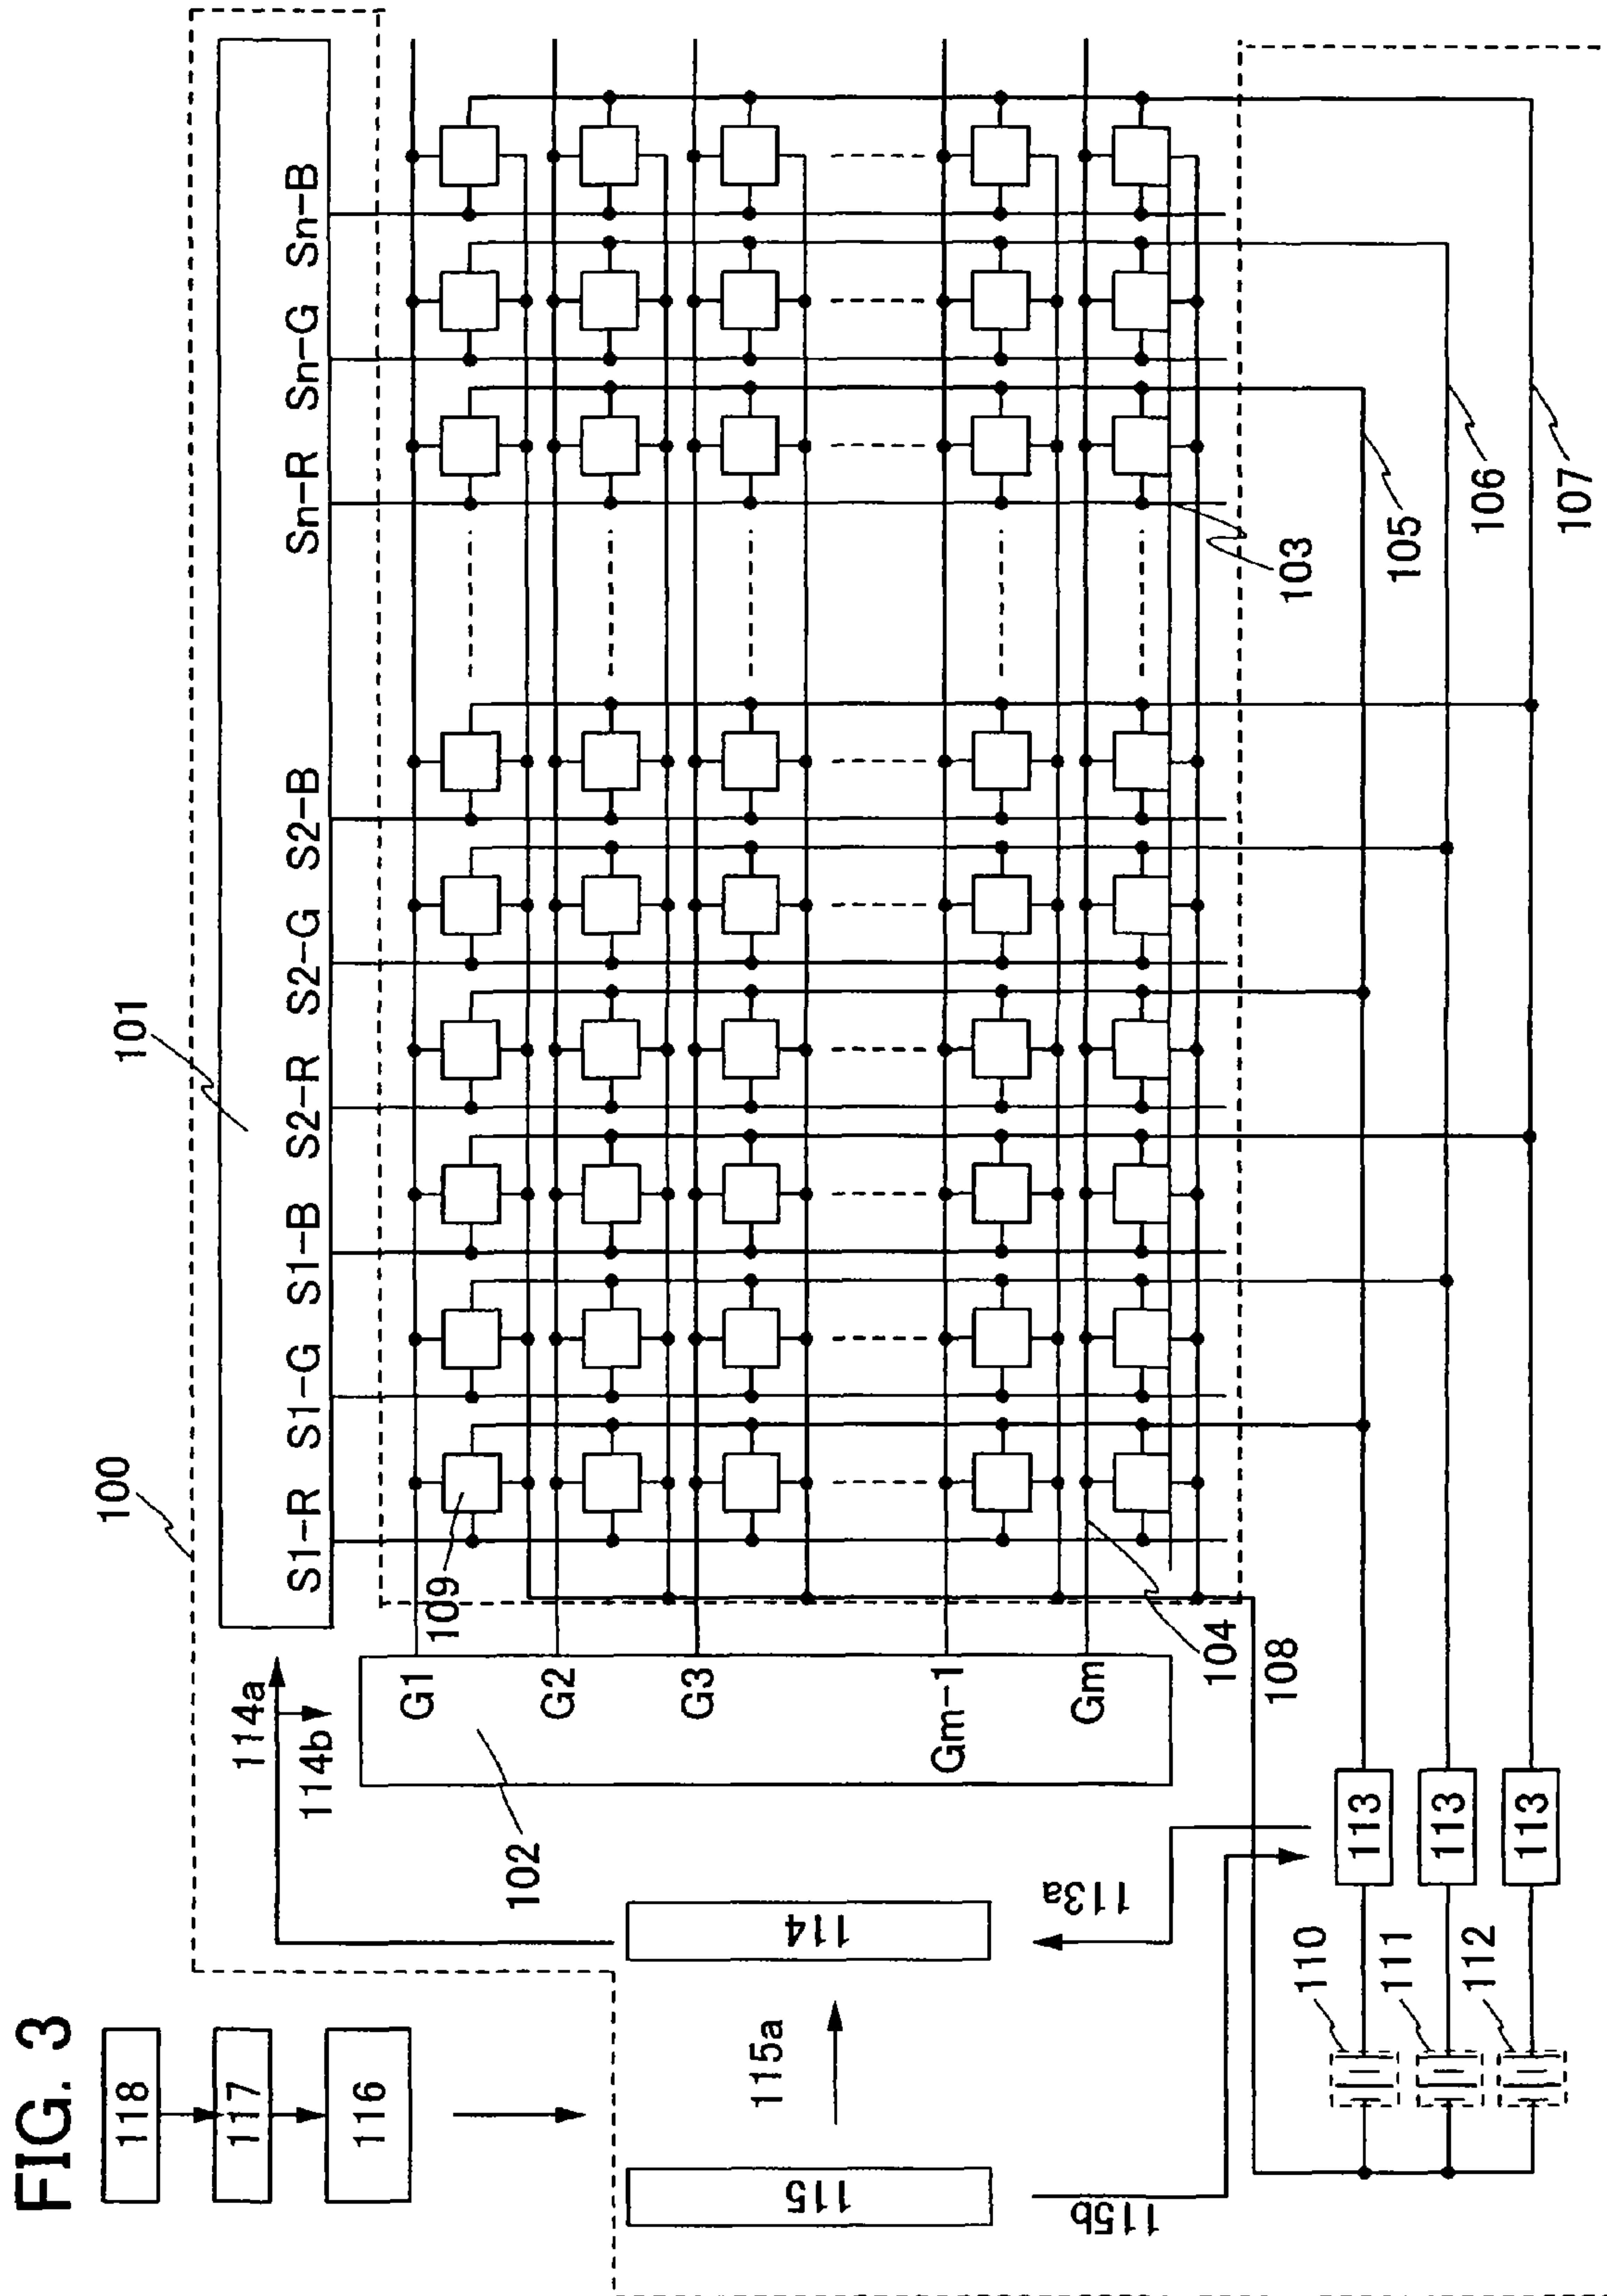 FIG. 3
118
117
116
100
101
S1-R
S1-G
S1-B
S2-R
S2-G
S2-B
Sn-R
Sn-G
Sn-B
114a
114b
G1
G2
G3
Gm-1
Gm
109
102
104
108
103
105
106
107
114
115
115a
115b
113a
113
113
113
110
111
112